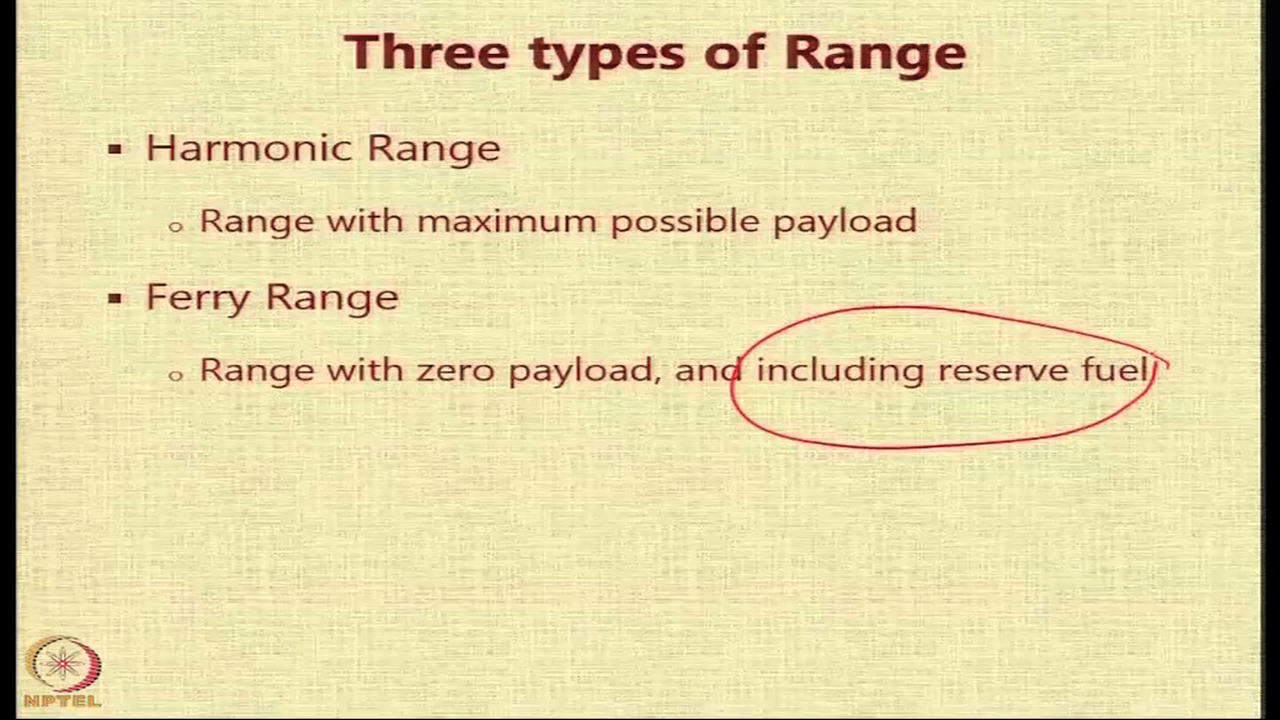 Three types of Range
▪ Harmonic Range
o Range with maximum possible payload
▪ Ferry Range
o Range with zero payload, and including reserve fuel
NPTEL